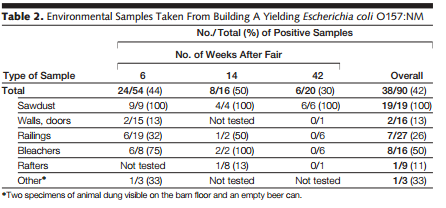 Table 2. Environmental Samples Taken From Building A Yielding Escherichia coli O157:NM
No./Total (%) of Positive Samples
No. of Weeks After Fair
Type of Sample 6 14 42 Overall
Total 24/54 (44) 8/16 (50) 6/20 (30) 38/90 (42)
Sawdust 9/9 (100) 4/4 (100) 6/6 (100) 19/19 (100)
Walls, doors 2/15 (13) Not tested 0/1 2/16 (13)
Railings 6/19 (32) 1/2 (50) 0/6 7/27 (26)
Bleachers 6/8 (75) 2/2 (100) 0/6 8/16 (50)
Rafters Not tested 1/8 (13) 0/1 1/9 (11)
Other* 1/3 (33) Not tested Not tested 1/3 (33)
*Two specimens of animal dung visible on the barn floor and an empty beer can.